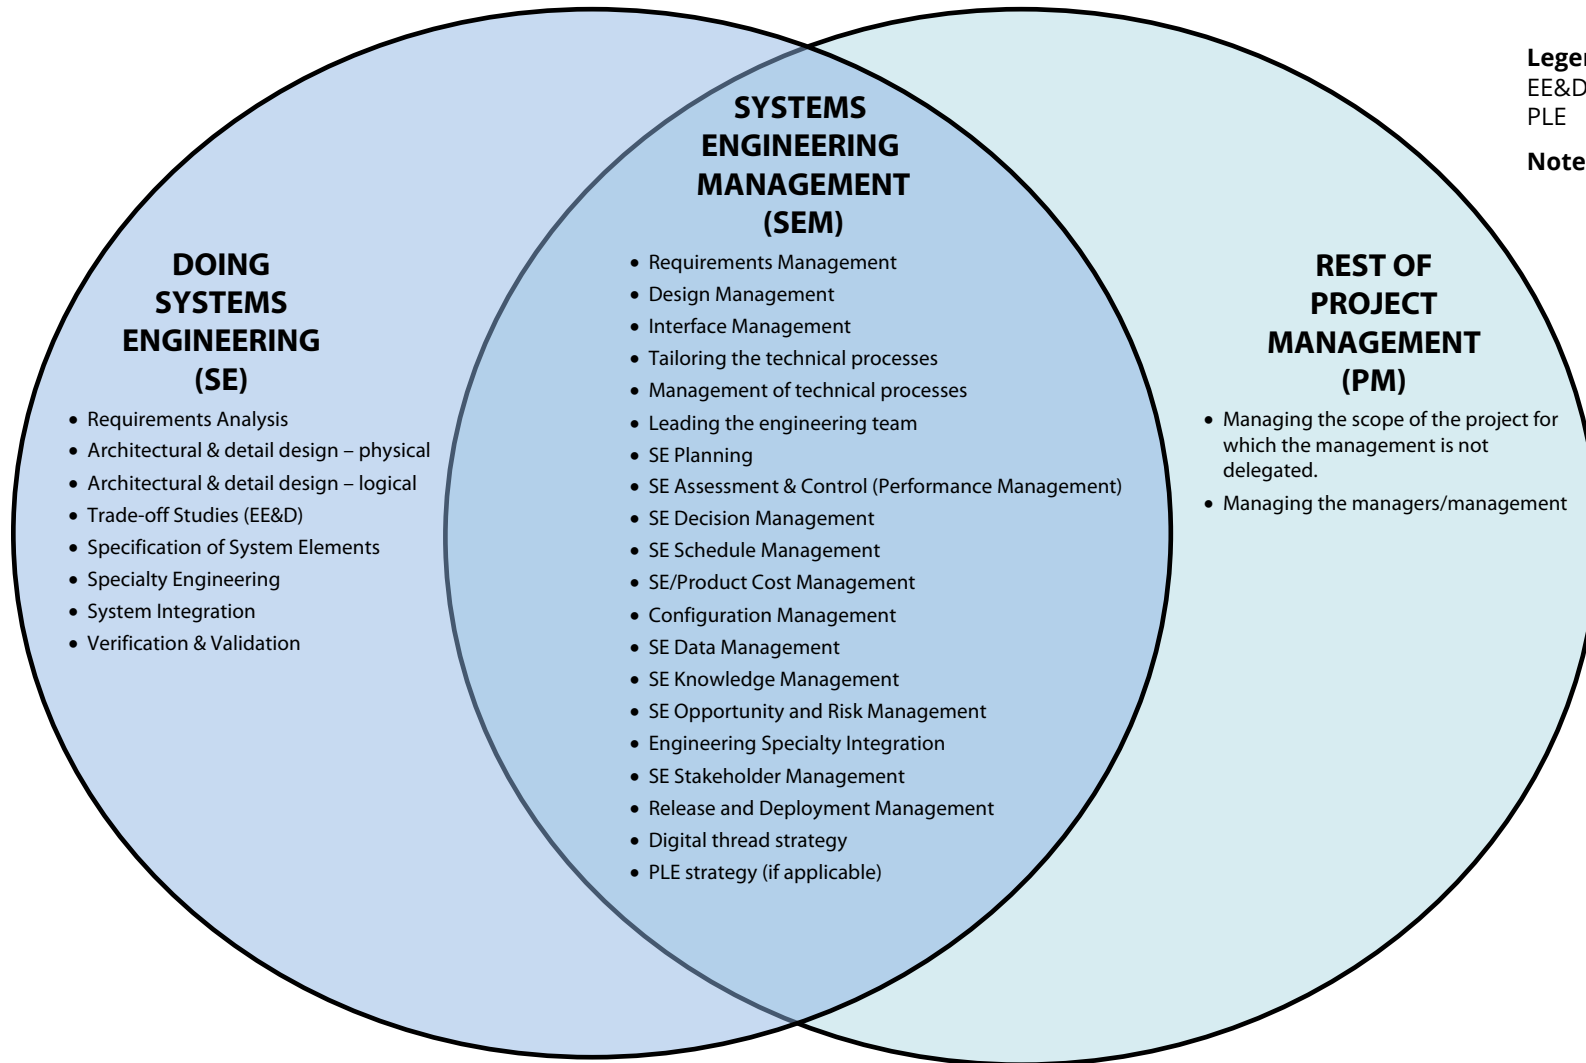 DOING
SYSTEMS
ENGINEERING
(SE)
• Requirements Analysis
• Architectural & detail design – physical
• Architectural & detail design – logical
• Trade-off Studies (EE&D)
• Specification of System Elements
• Specialty Engineering
• System Integration
• Verification & Validation
SYSTEMS
ENGINEERING
MANAGEMENT
(SEM)
• Requirements Management
• Design Management
• Interface Management
• Tailoring the technical processes
• Management of technical processes
• Leading the engineering team
• SE Planning
• SE Assessment & Control (Performance Management)
• SE Decision Management
• SE Schedule Management
• SE/Product Cost Management
• Configuration Management
• SE Data Management
• SE Knowledge Management
• SE Opportunity and Risk Management
• Engineering Specialty Integration
• SE Stakeholder Management
• Release and Deployment Management
• Digital thread strategy
• PLE strategy (if applicable)
REST OF
PROJECT
MANAGEMENT
(PM)
• Managing the scope of the project for
which the management is not
delegated.
• Managing the managers/management
EE&D
PLE
Note